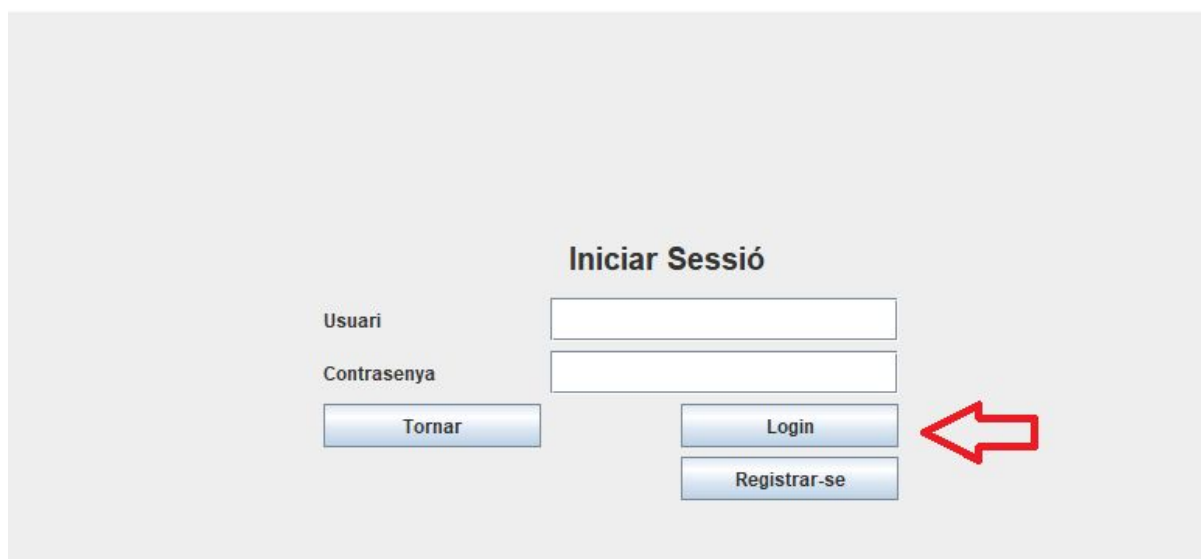 Iniciar Sessió
Usuari
Contrasenya
Tornar Login
Registrar-se